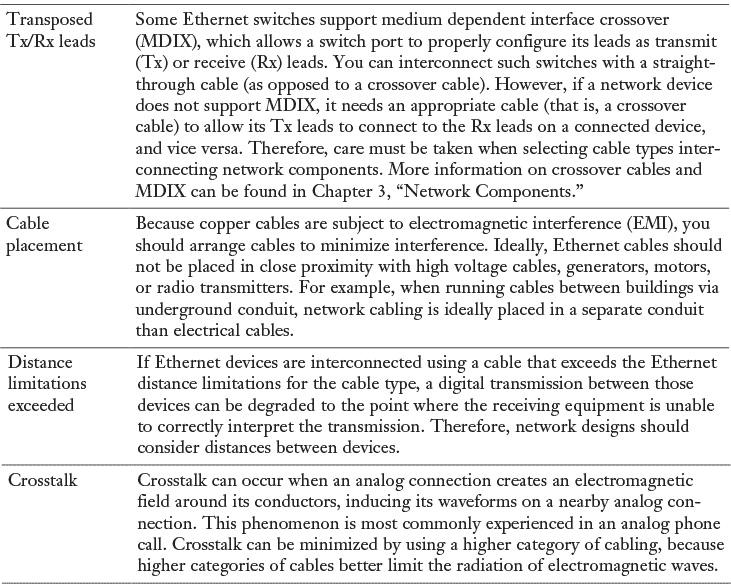 Transposed
Tx/Rx leads
Some Ethernet switches support medium dependent interface crossover
(MDIX), which allows a switch port to properly configure its leads as transmit
(Tx) or receive (Rx) leads. You can interconnect such switches with a straight-
through cable (as opposed to a crossover cable). However, if a network device
does not support MDIX, it needs an appropriate cable (that is, a crossover
cable) to allow its Tx leads to connect to the Rx leads on a connected device,
and vice versa. Therefore, care must be taken when selecting cable types inter-
connecting network components. More information on crossover cables and
MDIX can be found in Chapter 3, “Network Components.”
Cable
placement
Because copper cables are subject to electromagnetic interference (EMI), you
should arrange cables to minimize interference. Ideally, Ethernet cables should
not be placed in close proximity with high voltage cables, generators, motors,
or radio transmitters. For example, when running cables between buildings via
underground conduit, network cabling is ideally placed in a separate conduit
than electrical cables.
Distance
limitations
exceeded
If Ethernet devices are interconnected using a cable that exceeds the Ethernet
distance limitations for the cable type, a digital transmission between those
devices can be degraded to the point where the receiving equipment is unable
to correctly interpret the transmission. Therefore, network designs should
consider distances between devices.
Crosstalk
Crosstalk can occur when an analog connection creates an electromagnetic
field around its conductors, inducing its waveforms on a nearby analog con-
nection. This phenomenon is most commonly experienced in an analog phone
call. Crosstalk can be minimized by using a higher category of cabling, because
higher categories of cables better limit the radiation of electromagnetic waves.